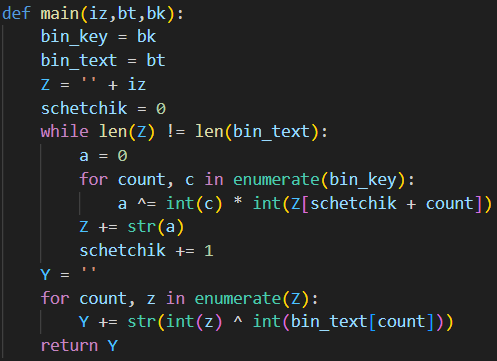 def main(iz,bt,bk):
    bin_key = bk
    bin_text = bt
    Z = '' + iz
    schetchik = 0
    while len(Z) != len(bin_text):
        a = 0
        for count, c in enumerate(bin_key):
            a ^= int(c) * int(Z[schetchik + count])
        Z += str(a)
        schetchik += 1
    Y = ''
    for count, z in enumerate(Z):
        Y += str(int(z) ^ int(bin_text[count]))
    return Y